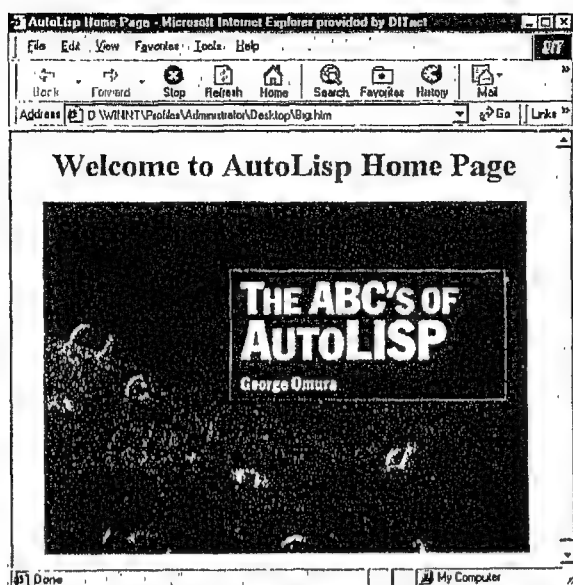 AutoLisp Home Page - Microsoft Internet Explorer provided by DITnet
File Edit View Favorites Tools Help
Back Forward Stop Refresh Home Search Favorites History Mail
Address D:\WINNT\Profiles\Administrator\Desktop\Big.htm Go Links
Welcome to AutoLisp Home Page
THE ABC'S OF
AUTOLISP
George Omura
Done My Computer